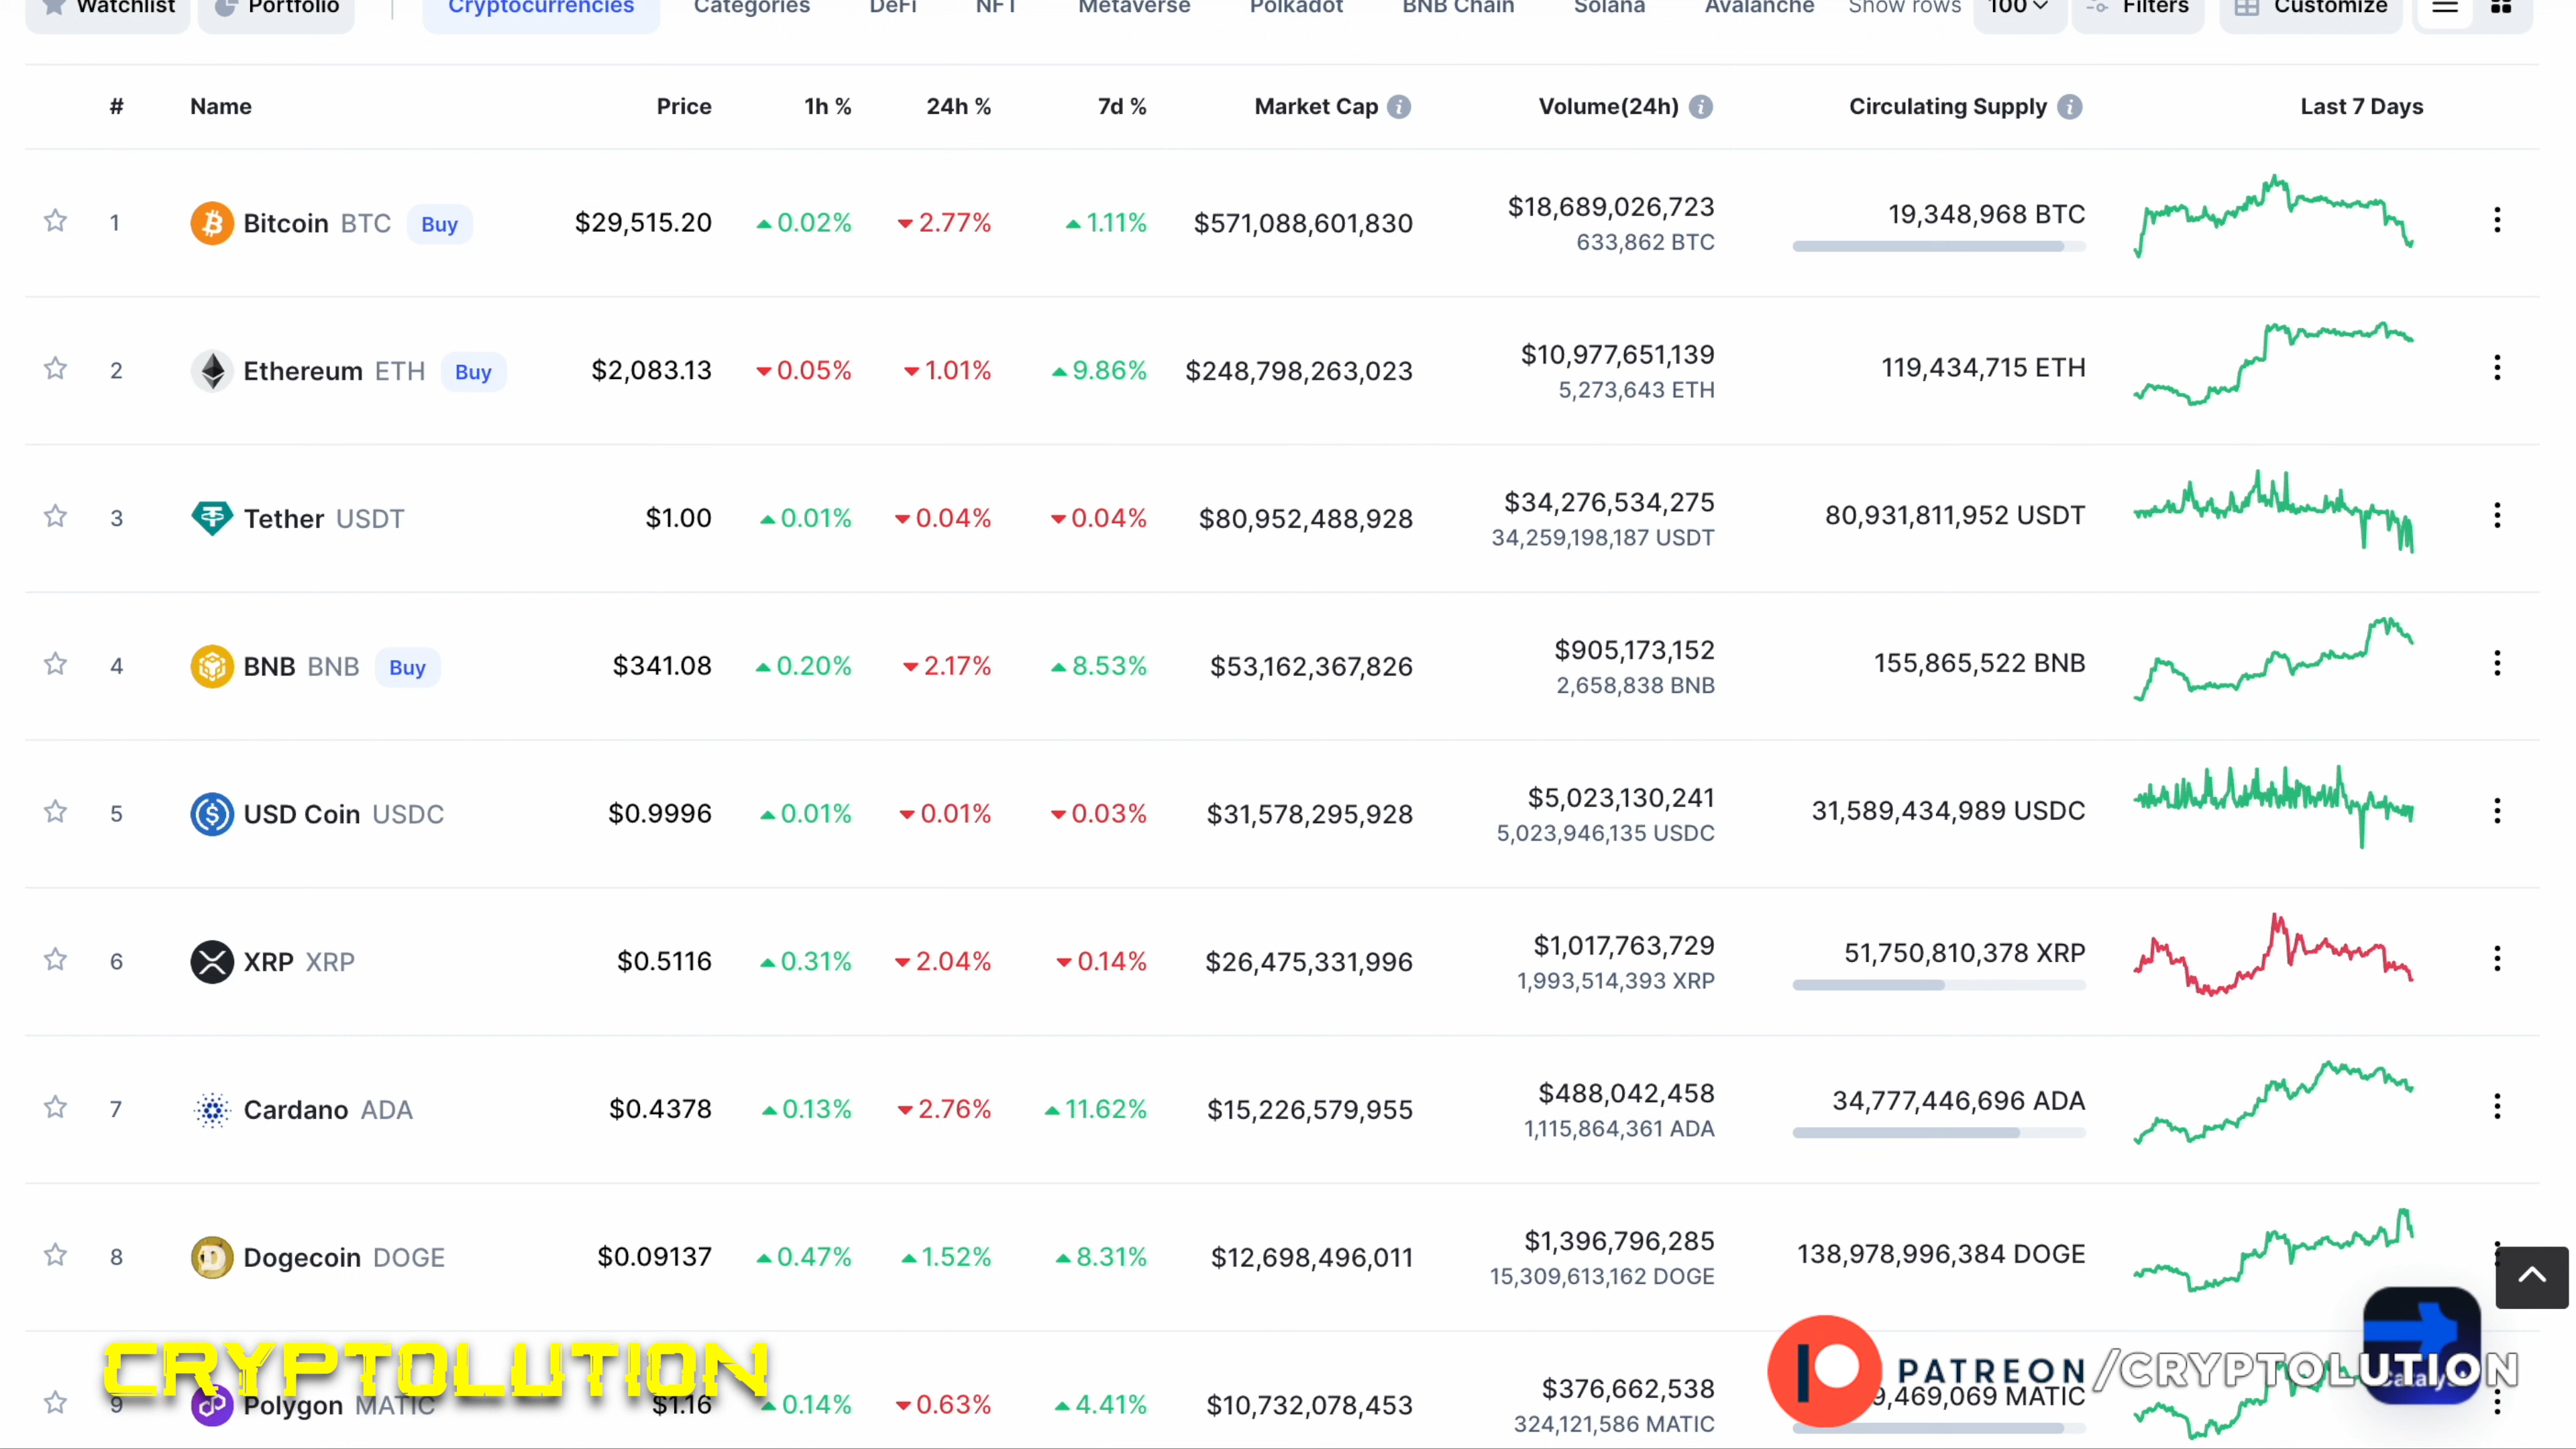 Watchlist Portfolio Cryptocurrencies Categories DeFi NFT Metaverse Polkadot BNB Chain Solana Avalanche Show rows 100 Filters Customize
# Name Price 1h % 24h % 7d % Market Cap Volume(24h) Circulating Supply Last 7 Days
1 Bitcoin BTC Buy $29,515.20 0.02% 2.77% 1.11% $571,088,601,830 $18,689,026,723 19,348,968 BTC
633,862 BTC
2 Ethereum ETH Buy $2,083.13 0.05% 1.01% 9.86% $248,798,263,023 $10,977,651,139 119,434,715 ETH
5,273,643 ETH
3 Tether USDT $1.00 0.01% 0.04% 0.04% $80,952,488,928 $34,276,534,275 80,931,811,952 USDT
34,259,198,187 USDT
4 BNB BNB Buy $341.08 0.20% 2.17% 8.53% $53,162,367,826 $905,173,152 155,865,522 BNB
2,658,838 BNB
5 USD Coin USDC $0.9996 0.01% 0.01% 0.03% $31,578,295,928 $5,023,130,241 31,589,434,989 USDC
5,023,946,135 USDC
6 XRP XRP $0.5116 0.31% 2.04% 0.14% $26,475,331,996 $1,017,763,729 51,750,810,378 XRP
1,993,514,393 XRP
7 Cardano ADA $0.4378 0.13% 2.76% 11.62% $15,226,579,955 $488,042,458 34,777,446,696 ADA
1,115,864,361 ADA
8 Dogecoin DOGE $0.09137 0.47% 1.52% 8.31% $12,698,496,011 $1,396,796,285 138,978,996,384 DOGE
15,309,613,162 DOGE
CRYPTOLUTION
PATREON/CRYPTOLUTION
9 Polygon MATIC $1.16 0.14% 0.63% 4.41% $10,732,078,453 $376,662,538 9,469,069 MATIC
324,121,586 MATIC